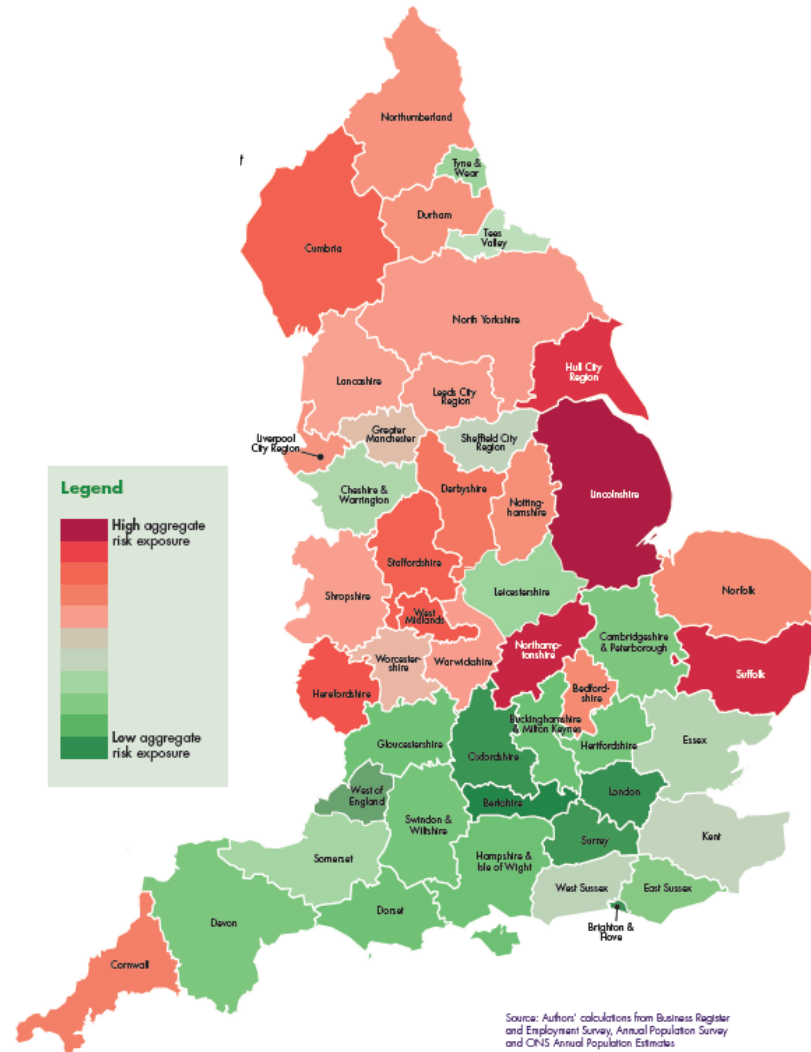 Northumberland
Tyne &
Wear
Durham
Tees
Valley
Cumbria
North Yorkshire
Hull City
Region
Lancashire
Leeds City
Region
Greater
Manchester
Liverpool
City Region
Sheffield City
Region
Cheshire &
Warrington
Derbyshire
Notting-
hamshire
Lincolnshire
Legend
High aggregate
risk exposure
Low aggregate
risk exposure
Staffordshire
Shropshire
West
Midlands
Leicestershire
Norfolk
Worcester-
shire
Warwickshire
Northamp-
tonshire
Cambridgeshire
& Peterborough
Suffolk
Herefordshire
Bedford-
shire
Buckinghamshire
& Milton Keynes
Gloucestershire
Oxfordshire
Hertfordshire
Essex
West of
England
Berkshire
London
Swindon &
Wiltshire
Surrey
Kent
Somerset
Hampshire &
Isle of Wight
West Sussex
East Sussex
Devon
Dorset
Brighton &
Hove
Cornwall
Source: Authors' calculations from Business Register
and Employment Survey, Annual Population Survey
and ONS Annual Population Estimates